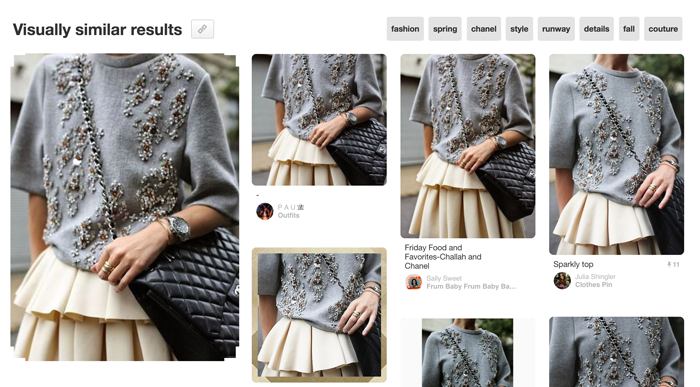 Visually similar results
fashion
spring
chanel
style
runway
details
fall
couture
-
Outfits
Friday Food and
Favorites-Challah and
Chanel
Sally Sweet
Frum Baby Frum Baby Ba...
Sparkly top
11
Julia Shingler
Clothes Pin